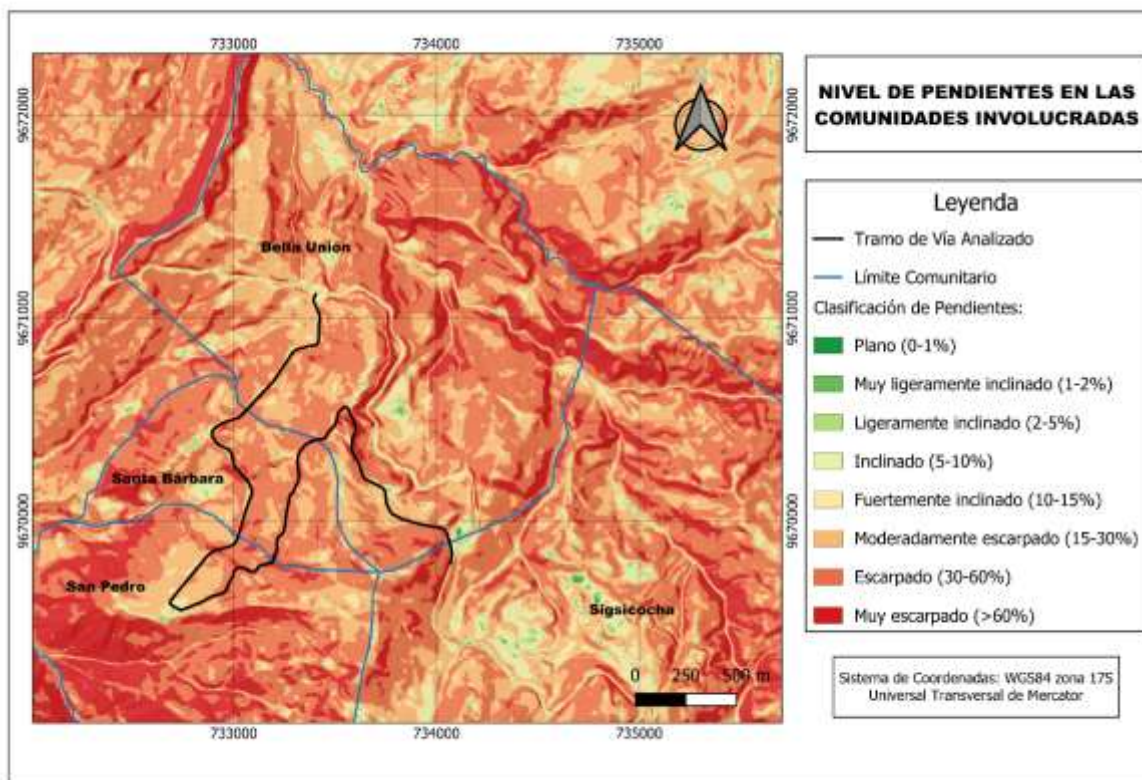 733000
734000
735000
9672000
9671000
9670000
9672000
9671000
9670000
733000
734000
735000
Bella Union
Santa Bárbara
San Pedro
Sigsicocha
0 250 500 m
NIVEL DE PENDIENTES EN LAS
COMUNIDADES INVOLUCRADAS
Leyenda
Tramo de Vía Analizado
Límite Comunitario
Clasificación de Pendientes:
Plano (0-1%)
Muy ligeramente inclinado (1-2%)
Ligeramente inclinado (2-5%)
Inclinado (5-10%)
Fuertemente inclinado (10-15%)
Moderadamente escarpado (15-30%)
Escarpado (30-60%)
Muy escarpado (>60%)
Sistema de Coordenadas: WGS84 zona 17S
Universal Transversal de Mercator